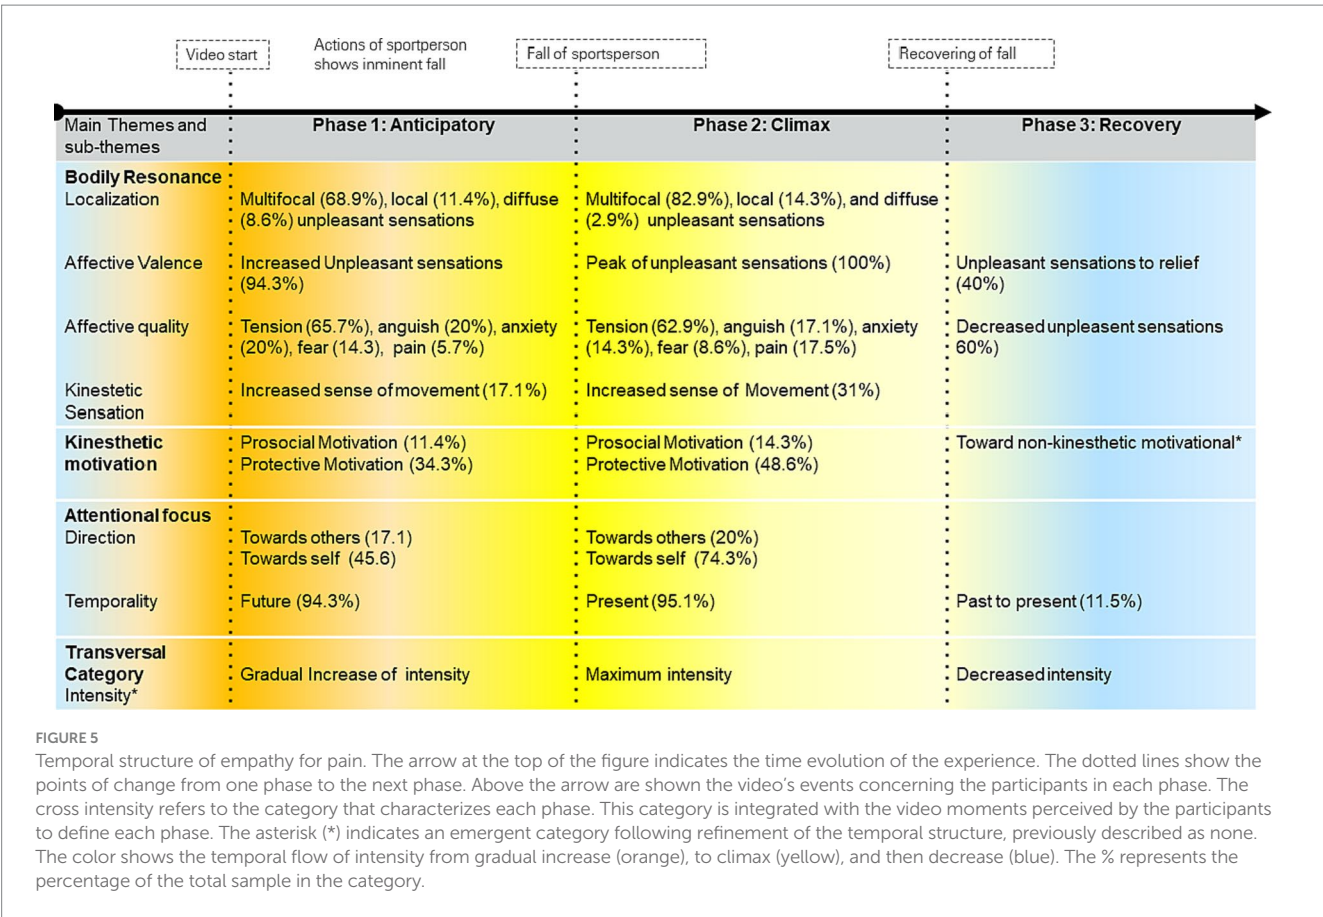 Video start
Actions of sportperson
shows inminent fall
Fall of sportsperson
Recovering of fall
Main Themes and
sub-themes
Phase 1: Anticipatory
Phase 2: Climax
Phase 3: Recovery
Bodily Resonance
Localization
Multifocal (68.9%), local (11.4%), diffuse
(8.6%) unpleasant sensations
Multifocal (82.9%), local (14.3%), and diffuse
(2.9%) unpleasant sensations
Affective Valence
Increased Unpleasant sensations
(94.3%)
Peak of unpleasant sensations (100%)
Unpleasant sensations to relief
(40%)
Affective quality
Tension (65.7%), anguish (20%), anxiety
(20%), fear (14.3), pain (5.7%)
Tension (62.9%), anguish (17.1%), anxiety
(14.3%), fear (8.6%), pain (17.5%)
Decreased unpleasent sensations
60%)
Kinestetic
Sensation
Increased sense of movement (17.1%)
Increased sense of Movement (31%)
Kinesthetic
motivation
Prosocial Motivation (11.4%)
Protective Motivation (34.3%)
Prosocial Motivation (14.3%)
Protective Motivation (48.6%)
Toward non-kinesthetic motivational*
Attentional focus
Direction
Towards others (17.1)
Towards self (45.6)
Towards others (20%)
Towards self (74.3%)
Temporality
Future (94.3%)
Present (95.1%)
Past to present (11.5%)
Transversal
Category
Intensity*
Gradual Increase of intensity
Maximum intensity
Decreased intensity
FIGURE 5
Temporal structure of empathy for pain. The arrow at the top of the figure indicates the time evolution of the experience. The dotted lines show the
points of change from one phase to the next phase. Above the arrow are shown the video's events concerning the participants in each phase. The
cross intensity refers to the category that characterizes each phase. This category is integrated with the video moments perceived by the participants
to define each phase. The asterisk (*) indicates an emergent category following refinement of the temporal structure, previously described as none.
The color shows the temporal flow of intensity from gradual increase (orange), to climax (yellow), and then decrease (blue). The % represents the
percentage of the total sample in the category.